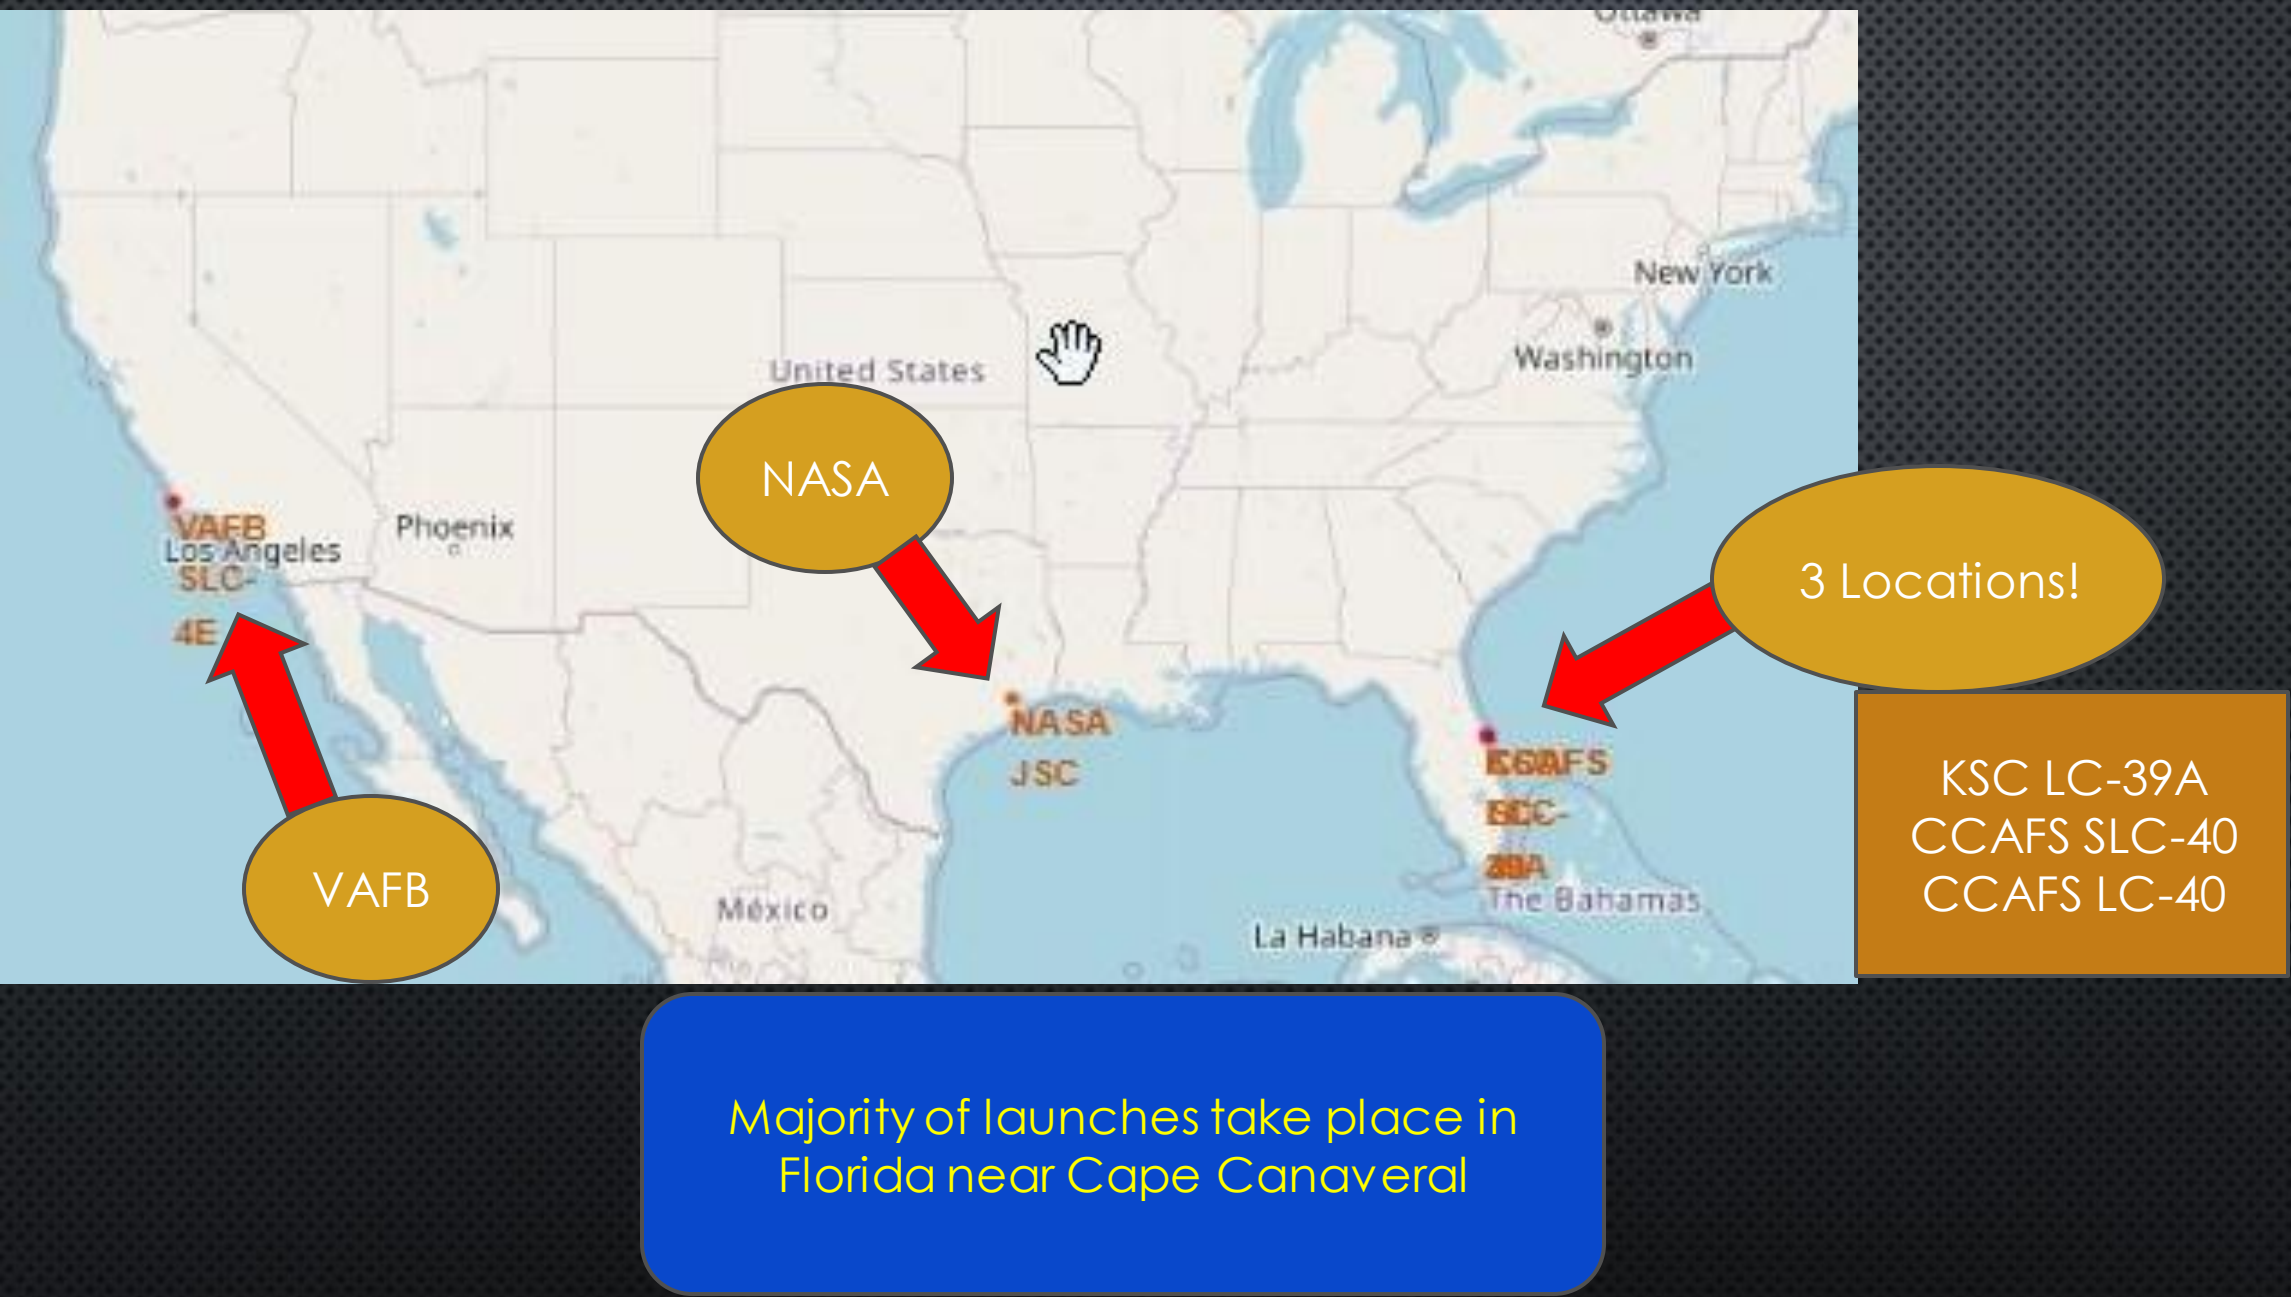 Ottawa
New York
Washington
United States
NASA
VAFB
Los Angeles
SLC-
4E
Phoenix
3 Locations!
NASA
JSC
KSC LC-39A
CCAFS SLC-40
CCAFS LC-40
VAFB
México
The Bahamas
La Habana
Majority of launches take place in
Florida near Cape Canaveral